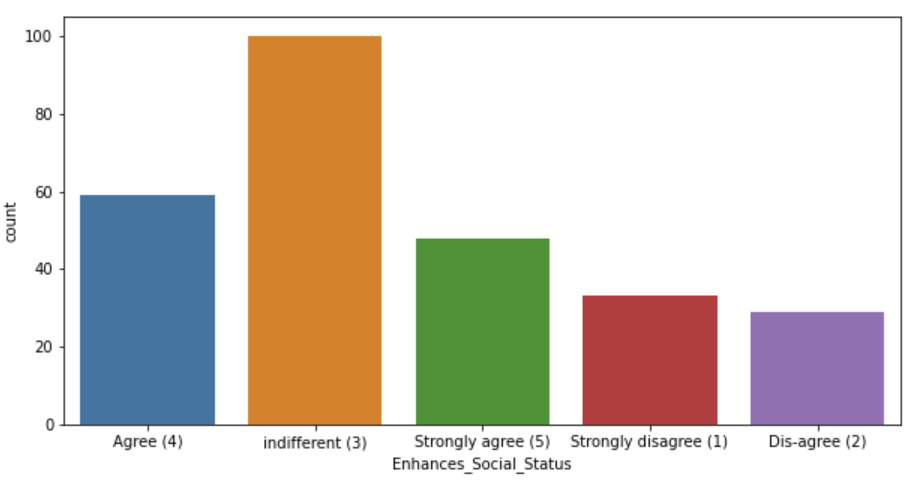 100
80
60
40
20
0
count
Agree (4) indifferent (3) Strongly agree (5) Strongly disagree (1) Dis-agree (2)
Enhances_Social_Status